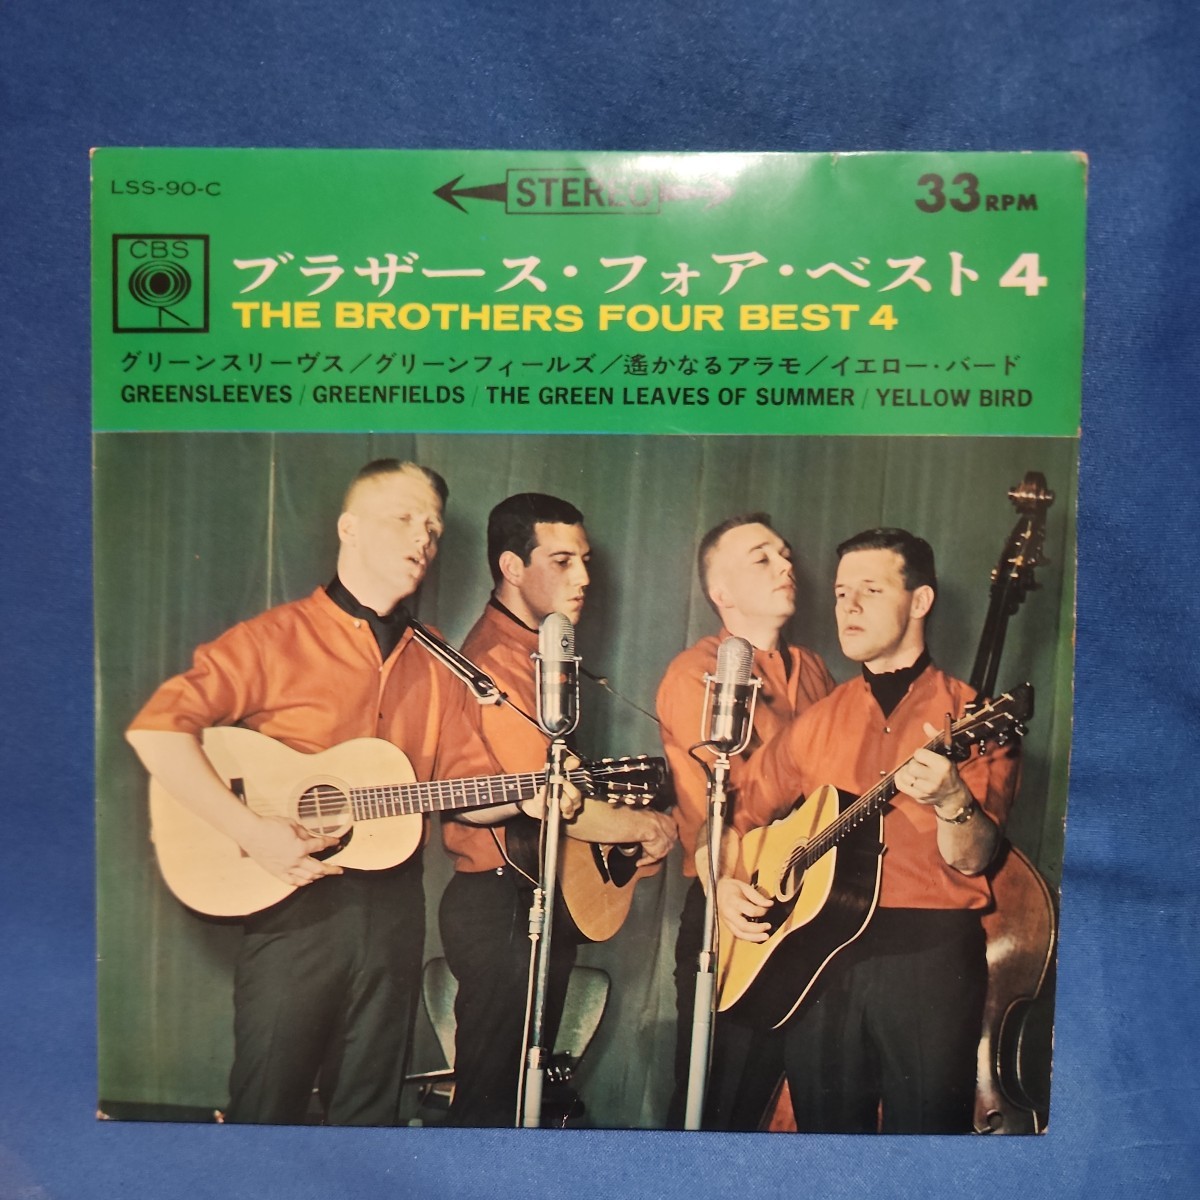 LSS-90-C
STEREO
33 RPM
CBS
ブラザース・フォア・ベスト4
THE BROTHERS FOUR BEST 4
グリーンスリーヴス／グリーンフィールズ／遙かなるアラモ／イエロー・バード
GREENSLEEVES / GREENFIELDS / THE GREEN LEAVES OF SUMMER / YELLOW BIRD